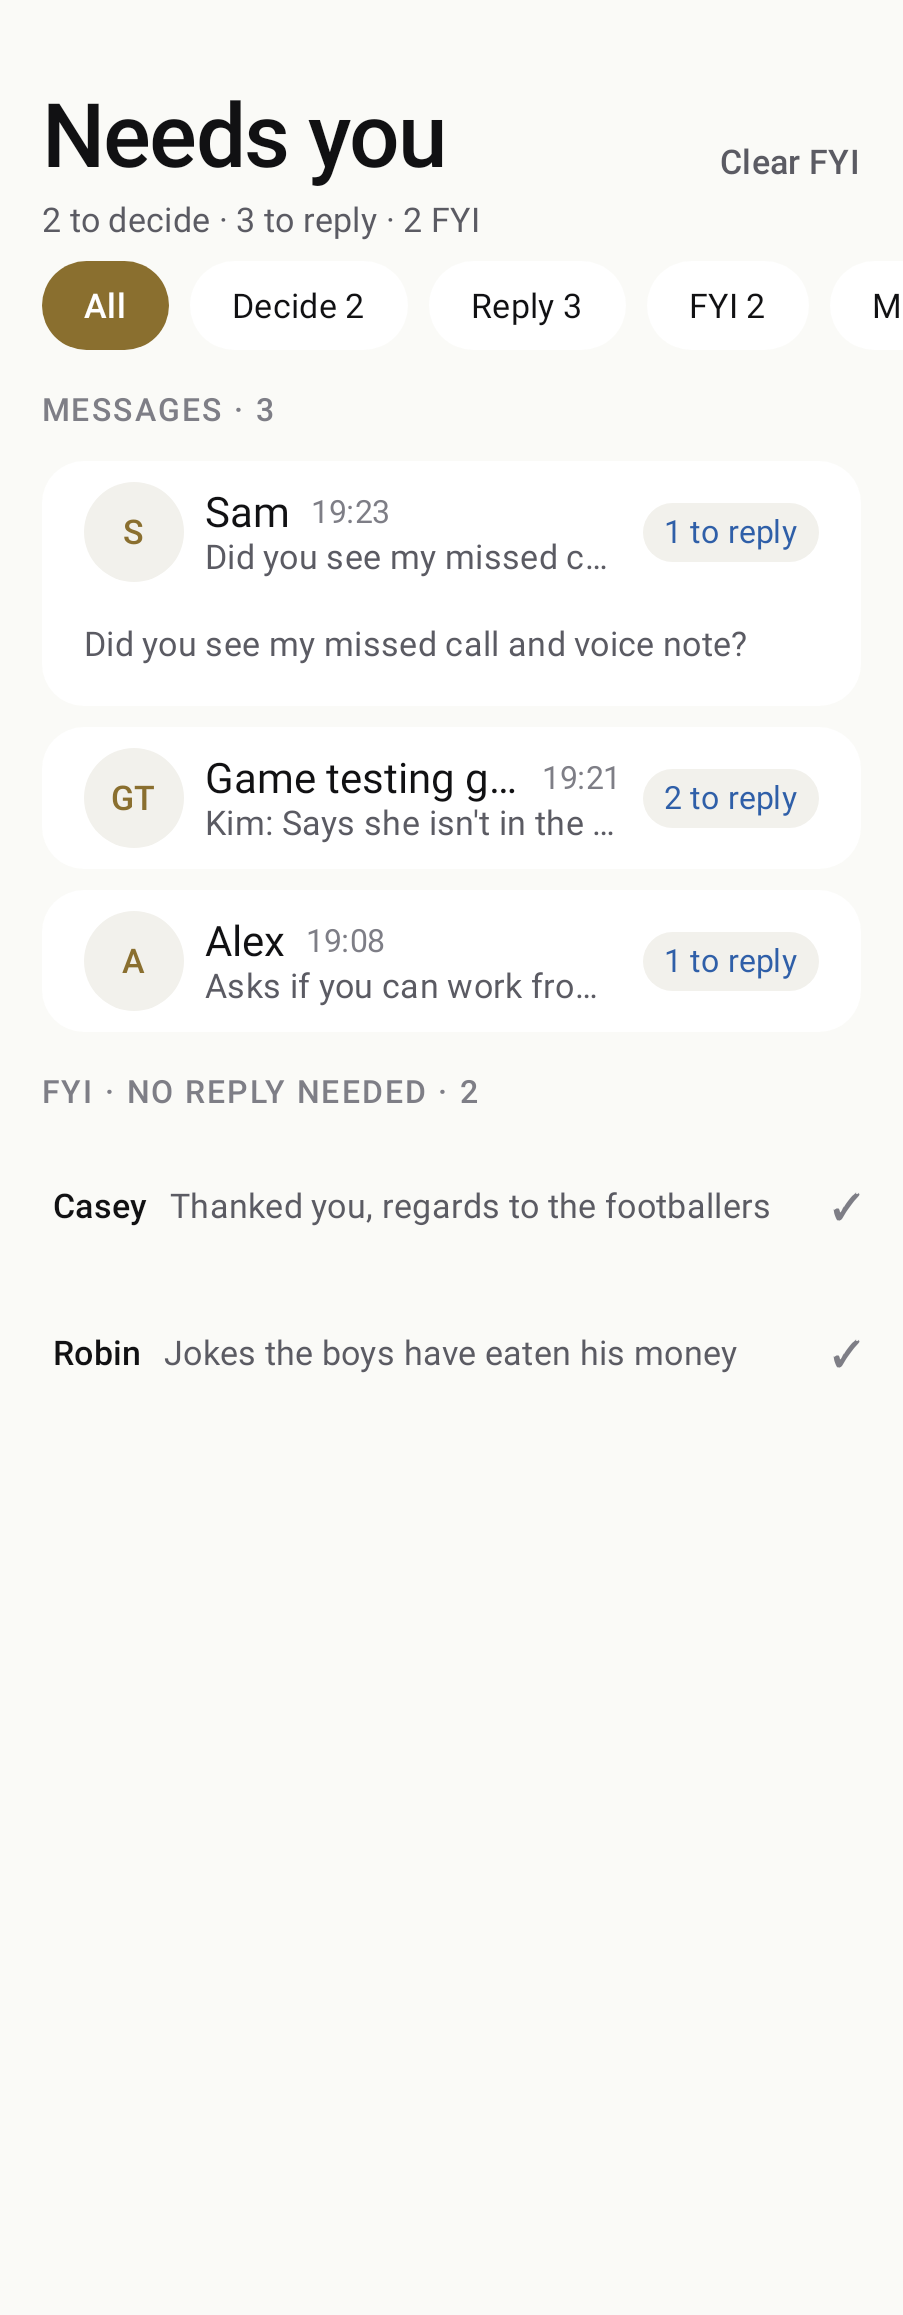 Needs you
Clear FYI
2 to decide · 3 to reply · 2 FYI
All
Decide 2
Reply 3
FYI 2
M
MESSAGES · 3
S
Sam 19:23
Did you see my missed c...
1 to reply
Did you see my missed call and voice note?
GT
Game testing g... 19:21
Kim: Says she isn't in the ...
2 to reply
A
Alex 19:08
Asks if you can work fro...
1 to reply
FYI · NO REPLY NEEDED · 2
Casey Thanked you, regards to the footballers ✓
Robin Jokes the boys have eaten his money ✓